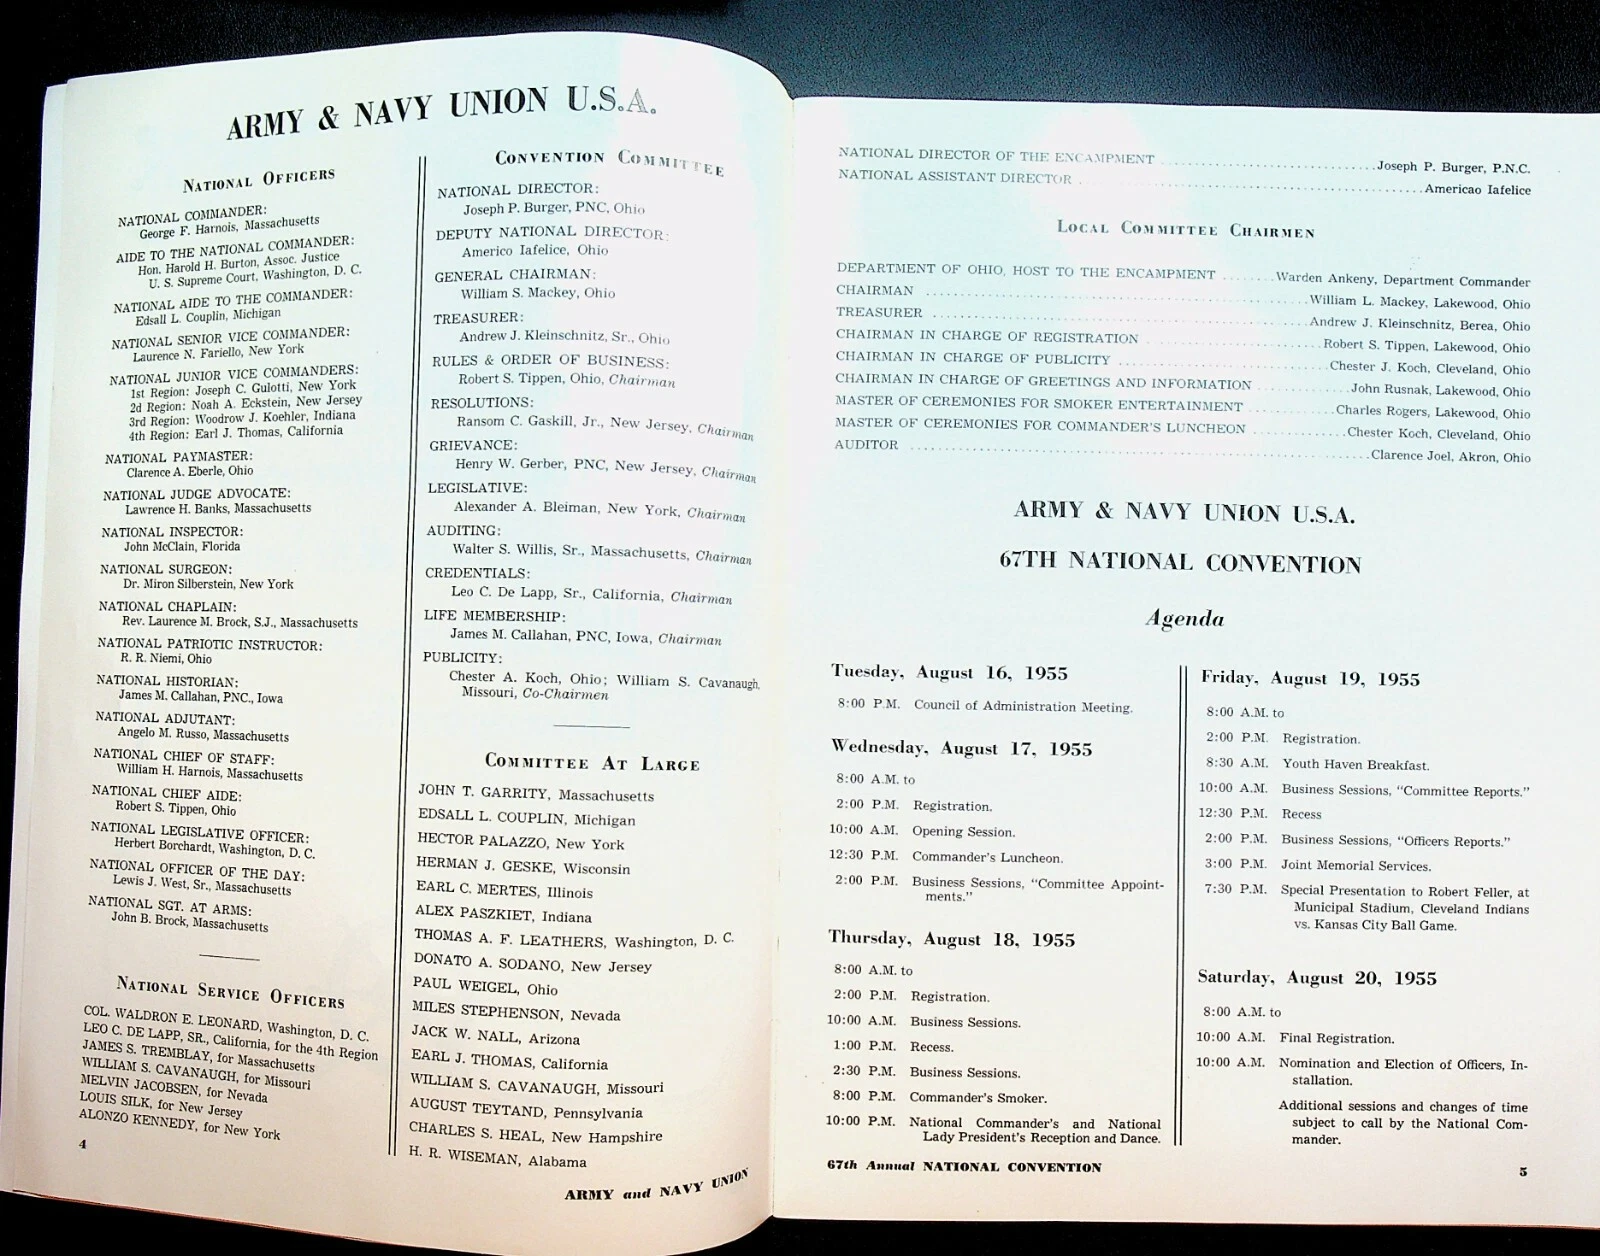 ARMY & NAVY UNION U.S.A.
NATIONAL OFFICERS
NATIONAL COMMANDER:
George F. Harnois, Massachusetts
AIDE TO THE NATIONAL COMMANDER:
Hon. Harold H. Burton, Assoc. Justice
U. S. Supreme Court, Washington, D. C.
NATIONAL AIDE TO THE COMMANDER:
Edsall L. Couplin, Michigan
NATIONAL SENIOR VICE COMMANDER:
Laurence N. Fariello, New York
NATIONAL JUNIOR VICE COMMANDERS:
1st Region: Joseph C. Gulotti, New York
2d Region: Noah A. Eckstein, New Jersey
3rd Region: Woodrow J. Koehler, Indiana
4th Region: Earl J. Thomas, California
NATIONAL PAYMASTER:
Clarence A. Eberle, Ohio
NATIONAL JUDGE ADVOCATE:
Lawrence H. Banks, Massachusetts
NATIONAL INSPECTOR:
John McClain, Florida
NATIONAL SURGEON:
Dr. Miron Silberstein, New York
NATIONAL CHAPLAIN:
Rev. Laurence M. Brock, S.J., Massachusetts
NATIONAL PATRIOTIC INSTRUCTOR:
R. R. Niemi, Ohio
NATIONAL HISTORIAN:
James M. Callahan, PNC., Iowa
NATIONAL ADJUTANT:
Angelo M. Russo, Massachusetts
NATIONAL CHIEF OF STAFF:
William H. Harnois, Massachusetts
NATIONAL CHIEF AIDE:
Robert S. Tippen, Ohio
NATIONAL LEGISLATIVE OFFICER:
Herbert Borchardt, Washington, D. C.
NATIONAL OFFICER OF THE DAY:
Lewis J. West, Sr., Massachusetts
NATIONAL SGT. AT ARMS:
John B. Brock, Massachusetts
NATIONAL SERVICE OFFICERS
COL. WALDRON E. LEONARD, Washington, D. C.
LEO C. DE LAPP, SR., California, for the 4th Region
JAMES S. TREMBLAY, for Massachusetts
WILLIAM S. CAVANAUGH, for Missouri
MELVIN JACOBSEN, for Nevada
LOUIS SILK, for New Jersey
ALONZO KENNEDY, for New York
4
CONVENTION COMMITTEE
NATIONAL DIRECTOR:
Joseph P. Burger, PNC, Ohio
DEPUTY NATIONAL DIRECTOR:
Americo Iafelice, Ohio
GENERAL CHAIRMAN:
William S. Mackey, Ohio
TREASURER:
Andrew J. Kleinschnitz, Sr., Ohio
RULES & ORDER OF BUSINESS:
Robert S. Tippen, Ohio, Chairman
RESOLUTIONS:
Ransom C. Gaskill, Jr., New Jersey, Chairman
GRIEVANCE:
Henry W. Gerber, PNC, New Jersey, Chairman
LEGISLATIVE:
Alexander A. Bleiman, New York, Chairman
AUDITING:
Walter S. Willis, Sr., Massachusetts, Chairman
CREDENTIALS:
Leo C. De Lapp, Sr., California, Chairman
LIFE MEMBERSHIP:
James M. Callahan, PNC, Iowa, Chairman
PUBLICITY:
Chester A. Koch, Ohio; William S. Cavanaugh,
Missouri, Co-Chairmen
COMMITTEE AT LARGE
JOHN T. GARRITY, Massachusetts
EDSALL L. COUPLIN, Michigan
HECTOR PALAZZO, New York
HERMAN J. GESKE, Wisconsin
EARL C. MERTES, Illinois
ALEX PASZKIET, Indiana
THOMAS A. F. LEATHERS, Washington, D. C.
DONATO A. SODANO, New Jersey
PAUL WEIGEL, Ohio
MILES STEPHENSON, Nevada
JACK W. NALL, Arizona
EARL J. THOMAS, California
WILLIAM S. CAVANAUGH, Missouri
AUGUST TEYTAND, Pennsylvania
CHARLES S. HEAL, New Hampshire
H. R. WISEMAN, Alabama
ARMY and NAVY UNION
NATIONAL DIRECTOR OF THE ENCAMPMENT ........ Joseph P. Burger, P.N.C.
NATIONAL ASSISTANT DIRECTOR ........ Americao Iafelice
LOCAL COMMITTEE CHAIRMEN
DEPARTMENT OF OHIO, HOST TO THE ENCAMPMENT ........ Warden Ankeny, Department Commander
CHAIRMAN ........ William L. Mackey, Lakewood, Ohio
TREASURER ........ Andrew J. Kleinschnitz, Berea, Ohio
CHAIRMAN IN CHARGE OF REGISTRATION ........ Robert S. Tippen, Lakewood, Ohio
CHAIRMAN IN CHARGE OF PUBLICITY ........ Chester J. Koch, Cleveland, Ohio
CHAIRMAN IN CHARGE OF GREETINGS AND INFORMATION ........ John Rusnak, Lakewood, Ohio
MASTER OF CEREMONIES FOR SMOKER ENTERTAINMENT ........ Charles Rogers, Lakewood, Ohio
MASTER OF CEREMONIES FOR COMMANDER'S LUNCHEON ........ Chester Koch, Cleveland, Ohio
AUDITOR ........ Clarence Joel, Akron, Ohio
ARMY & NAVY UNION U.S.A.
67TH NATIONAL CONVENTION
Agenda
Tuesday, August 16, 1955
8:00 P.M. Council of Administration Meeting.
Wednesday, August 17, 1955
8:00 A.M. to
2:00 P.M. Registration.
10:00 A.M. Opening Session.
12:30 P.M. Commander's Luncheon.
2:00 P.M. Business Sessions, "Committee Appoint-
ments."
Thursday, August 18, 1955
8:00 A.M. to
2:00 P.M. Registration.
10:00 A.M. Business Sessions.
1:00 P.M. Recess.
2:30 P.M. Business Sessions.
8:00 P.M. Commander's Smoker.
10:00 P.M. National Commander's and National
Lady President's Reception and Dance.
Friday, August 19, 1955
8:00 A.M. to
2:00 P.M. Registration.
8:30 A.M. Youth Haven Breakfast.
10:00 A.M. Business Sessions, "Committee Reports."
12:30 P.M. Recess
2:00 P.M. Business Sessions, "Officers Reports."
3:00 P.M. Joint Memorial Services.
7:30 P.M. Special Presentation to Robert Feller, at
Municipal Stadium, Cleveland Indians
vs. Kansas City Ball Game.
Saturday, August 20, 1955
8:00 A.M. to
10:00 A.M. Final Registration.
10:00 A.M. Nomination and Election of Officers, In-
stallation.
Additional sessions and changes of time
subject to call by the National Com-
mander.
67th Annual NATIONAL CONVENTION
5